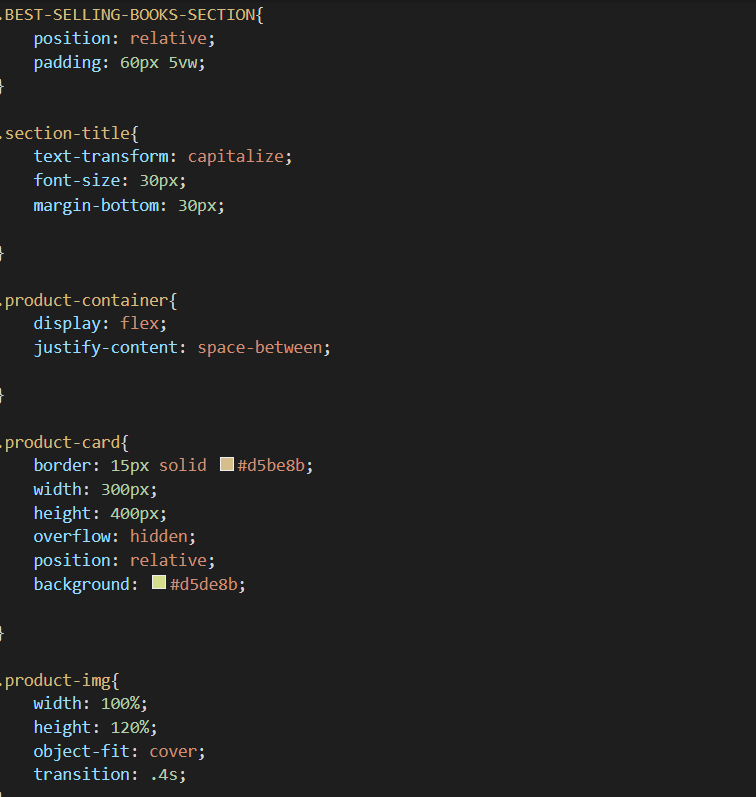 .BEST-SELLING-BOOKS-SECTION{
    position: relative;
    padding: 60px 5vw;
}
.section-title{
    text-transform: capitalize;
    font-size: 30px;
    margin-bottom: 30px;
}
.product-container{
    display: flex;
    justify-content: space-between;
}
.product-card{
    border: 15px solid #d5be8b;
    width: 300px;
    height: 400px;
    overflow: hidden;
    position: relative;
    background: #d5de8b;
}
.product-img{
    width: 100%;
    height: 120%;
    object-fit: cover;
    transition: .4s;
}